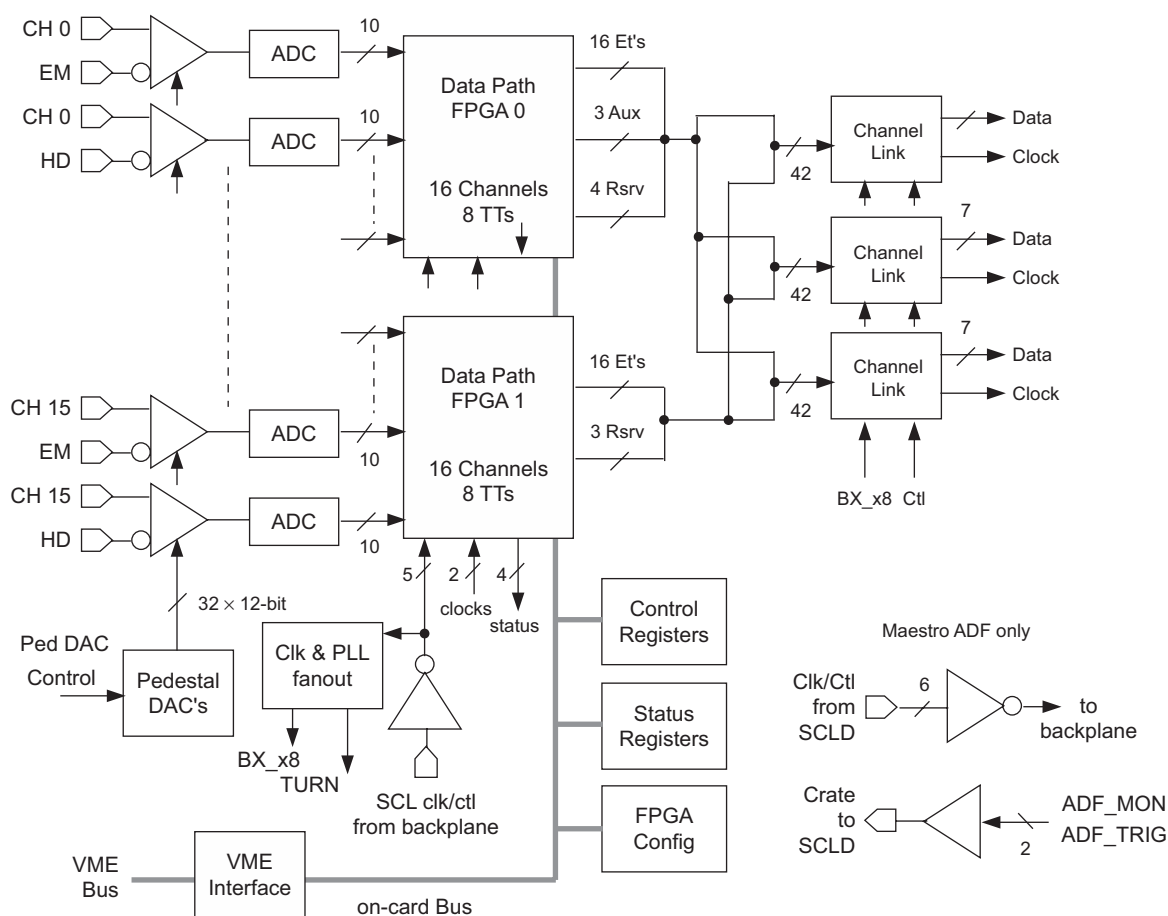 CH 0
EM
CH 0
HD
ADC
ADC
10
10
Data Path
FPGA 0
16 Channels
8 TTs
16 Et's
3 Aux
4 Rsrv
42
42
42
Channel
Link
Channel
Link
Channel
Link
7
Data
Clock
7
Data
Clock
7
Data
Clock
BX_x8 Ctl
CH 15
EM
CH 15
HD
ADC
ADC
10
10
Data Path
FPGA 1
16 Channels
8 TTs
16 Et's
3 Rsrv
5
2
4
clocks
status
32 × 12-bit
Ped DAC
Control
Pedestal
DAC's
Clk & PLL
fanout
BX_x8
TURN
SCL clk/ctl
from backplane
Control
Registers
Status
Registers
FPGA
Config
VME
Bus
VME
Interface
on-card Bus
Maestro ADF only
Clk/Ctl
from
SCLD
6
to
backplane
Crate
to
SCLD
2
ADF_MON
ADF_TRIG